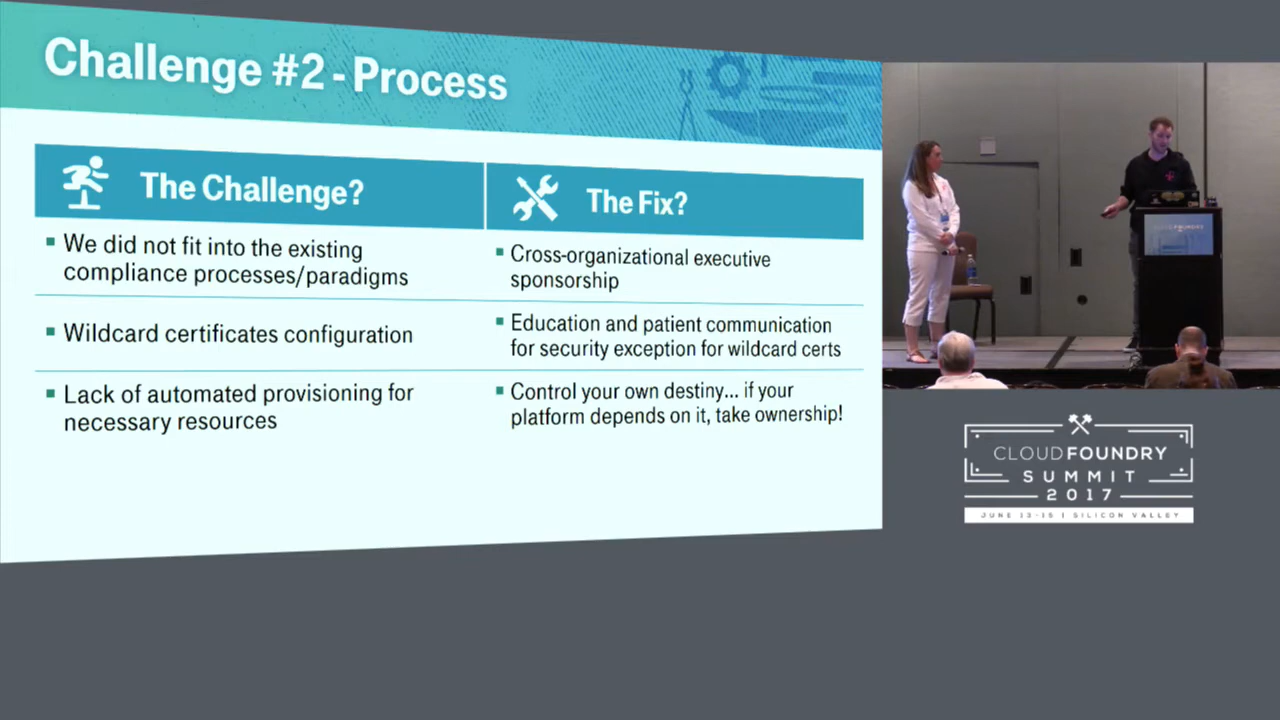 Challenge #2 - Process
The Challenge?
The Fix?
▪ We did not fit into the existing
compliance processes/paradigms
▪ Cross-organizational executive
sponsorship
▪ Wildcard certificates configuration
▪ Education and patient communication
for security exception for wildcard certs
▪ Lack of automated provisioning for
necessary resources
▪ Control your own destiny... if your
platform depends on it, take ownership!
CLOUD FOUNDRY
CLOUDFOUNDRY
SUMMIT
2017
JUNE 13-15 | SILICON VALLEY